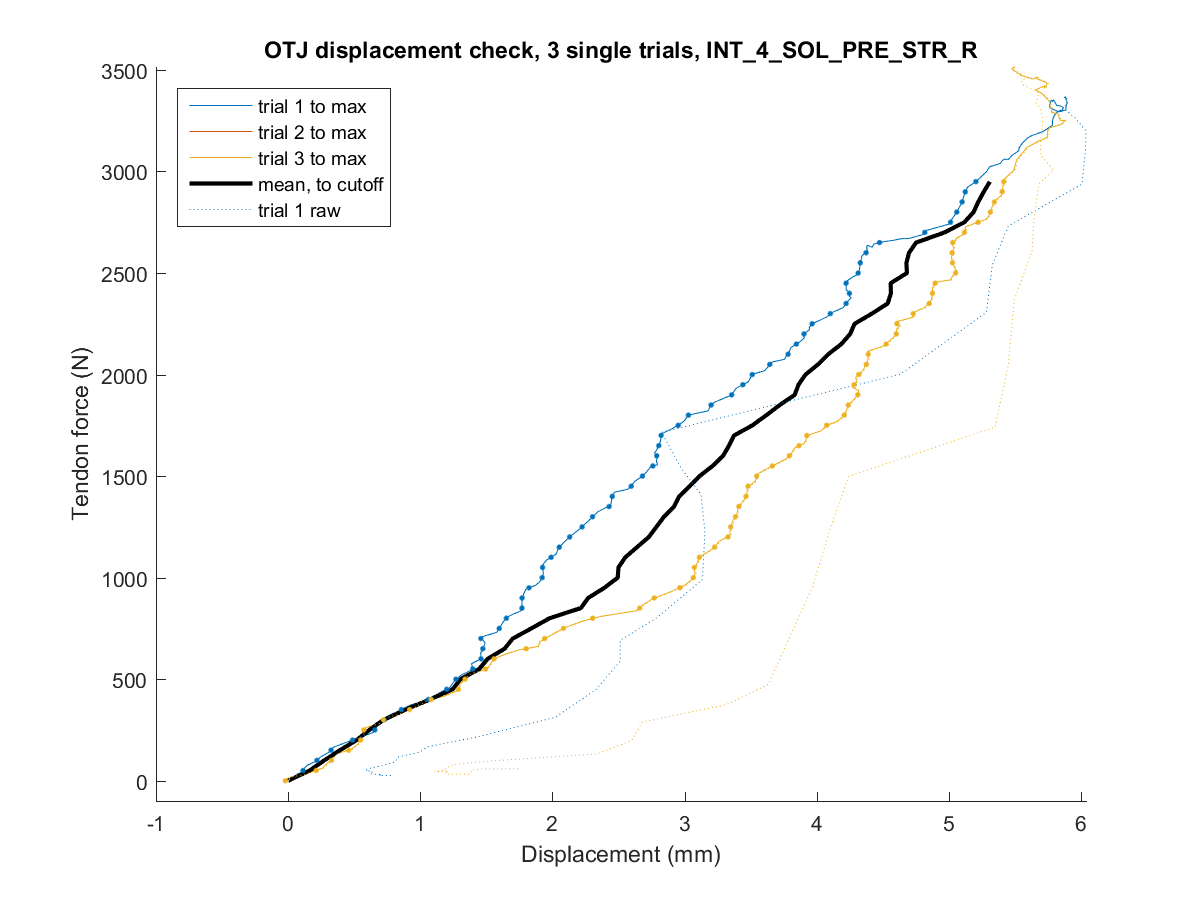 OTJ displacement check, 3 single trials, INT_4_SOL_PRE_STR_R
3500
trial 1 to max
trial 2 to max
trial 3 to max
mean, to cutoff
trial 1 raw
3000
2500
2000
1500
1000
500
0
Tendon force (N)
-1
0
1
2
3
4
5
6
Displacement (mm)